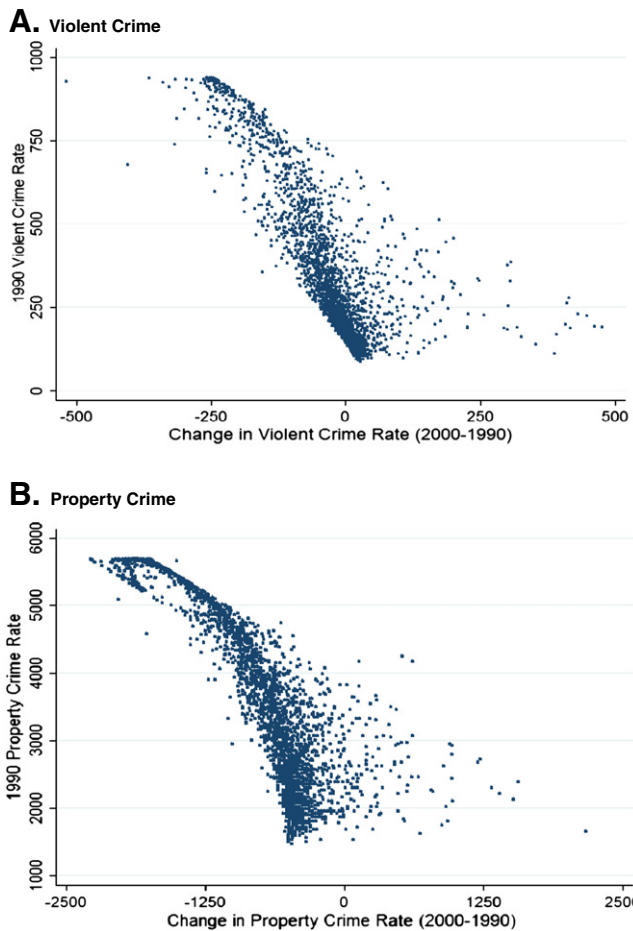 A. Violent Crime
1000
750
500
250
0
1990 Violent Crime Rate
-500 -250 0 250 500
Change in Violent Crime Rate (2000-1990)
B. Property Crime
6000
5000
4000
3000
2000
1000
1990 Property Crime Rate
-2500 -1250 0 1250 250
Change in Property Crime Rate (2000-1990)